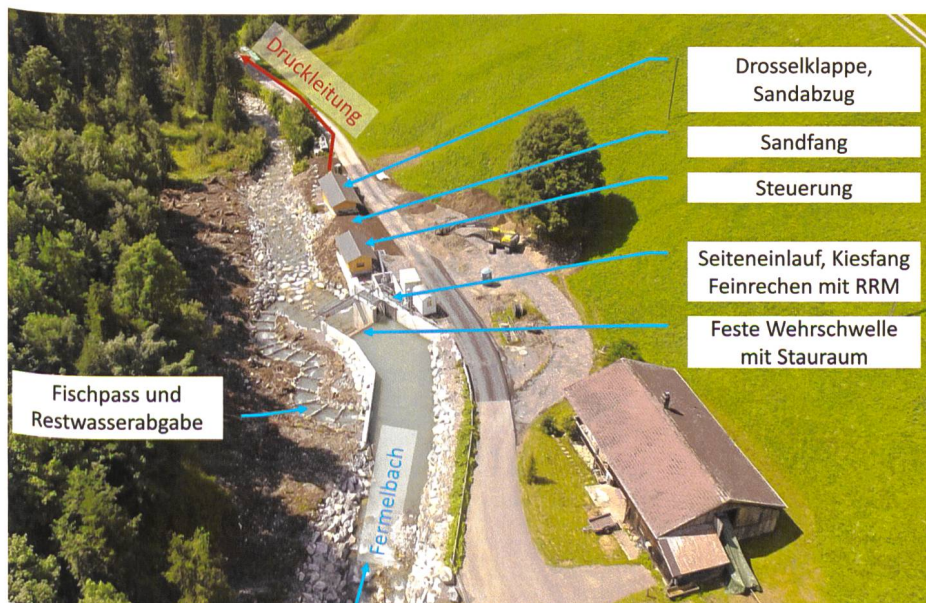 Druckleitung
Drosselklappe,
Sandabzug
Sandfang
Steuerung
Seiteneinlauf, Kiesfang
Feinrechen mit RRM
Feste Wehrschwelle
mit Stauraum
Fischpass und
Restwasserabgabe
Fermelbach